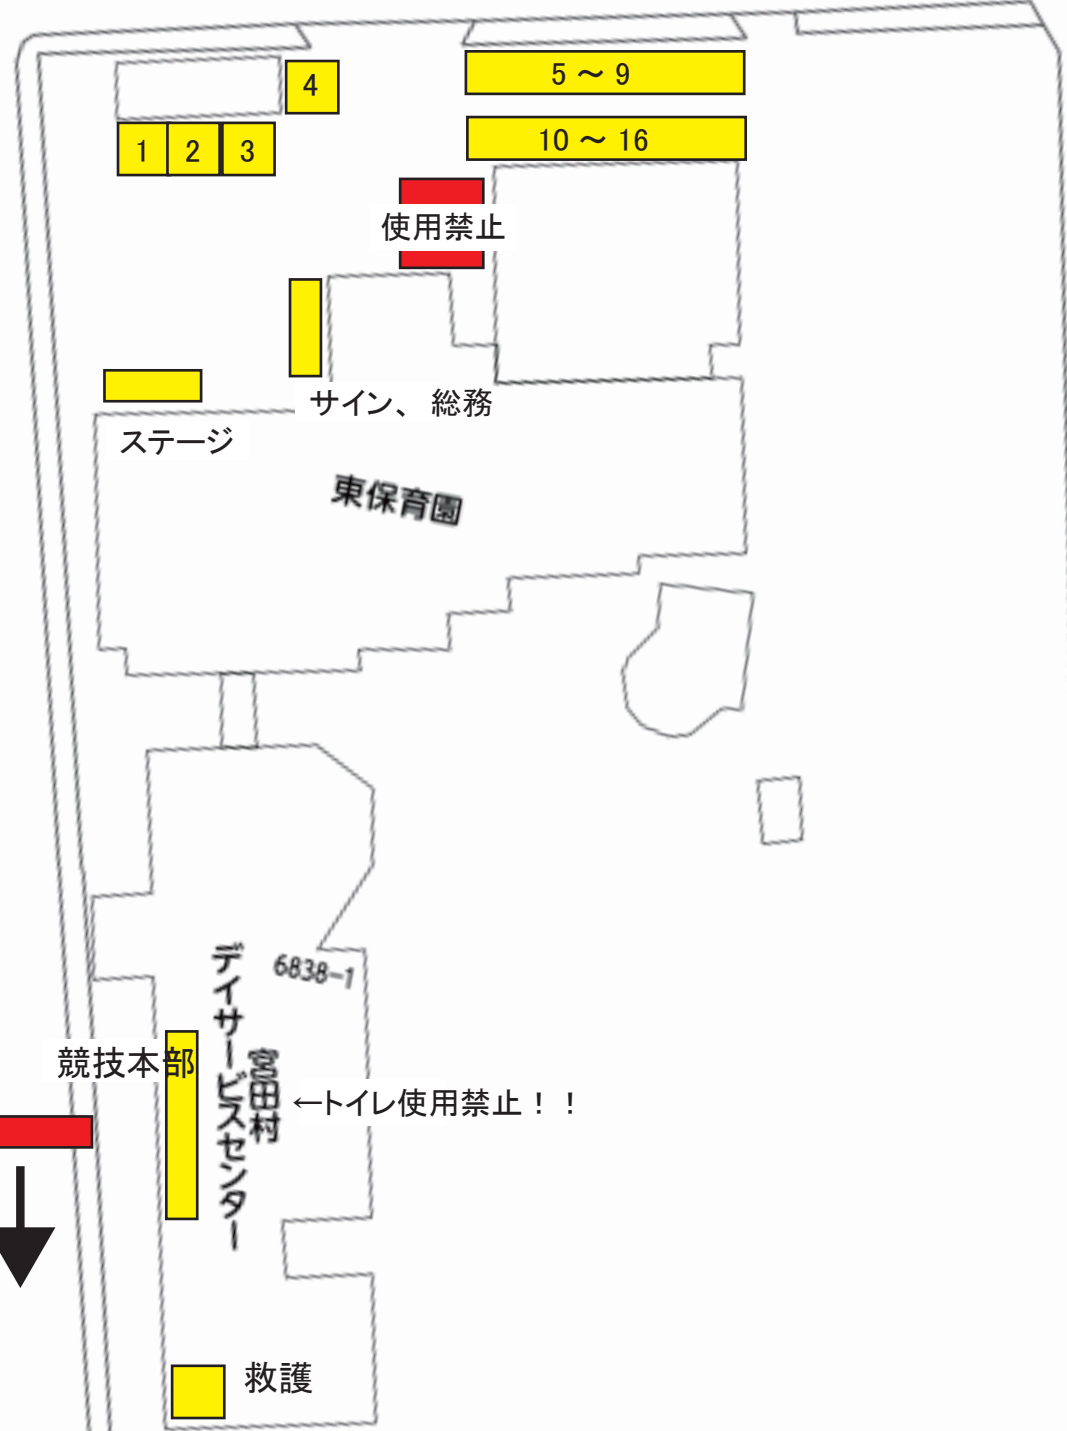 4
5 ～ 9
1 2 3
10 ～ 16
使用禁止
サイン、 総務
ステージ
東保育園
6838-1
宮田村
デイサービスセンター
競技本部
←トイレ使用禁止！！
救護